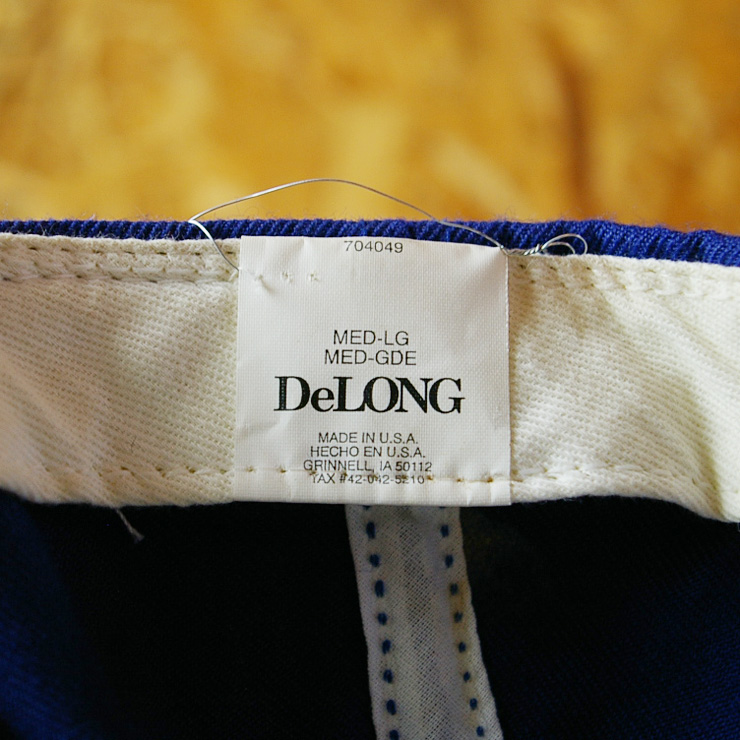 704049
MED-LG
MED-GDE
DeLONG
MADE IN U.S.A.
HECHO EN U.S.A.
GRINNELL, IA 50112
TAX #42-042-5210